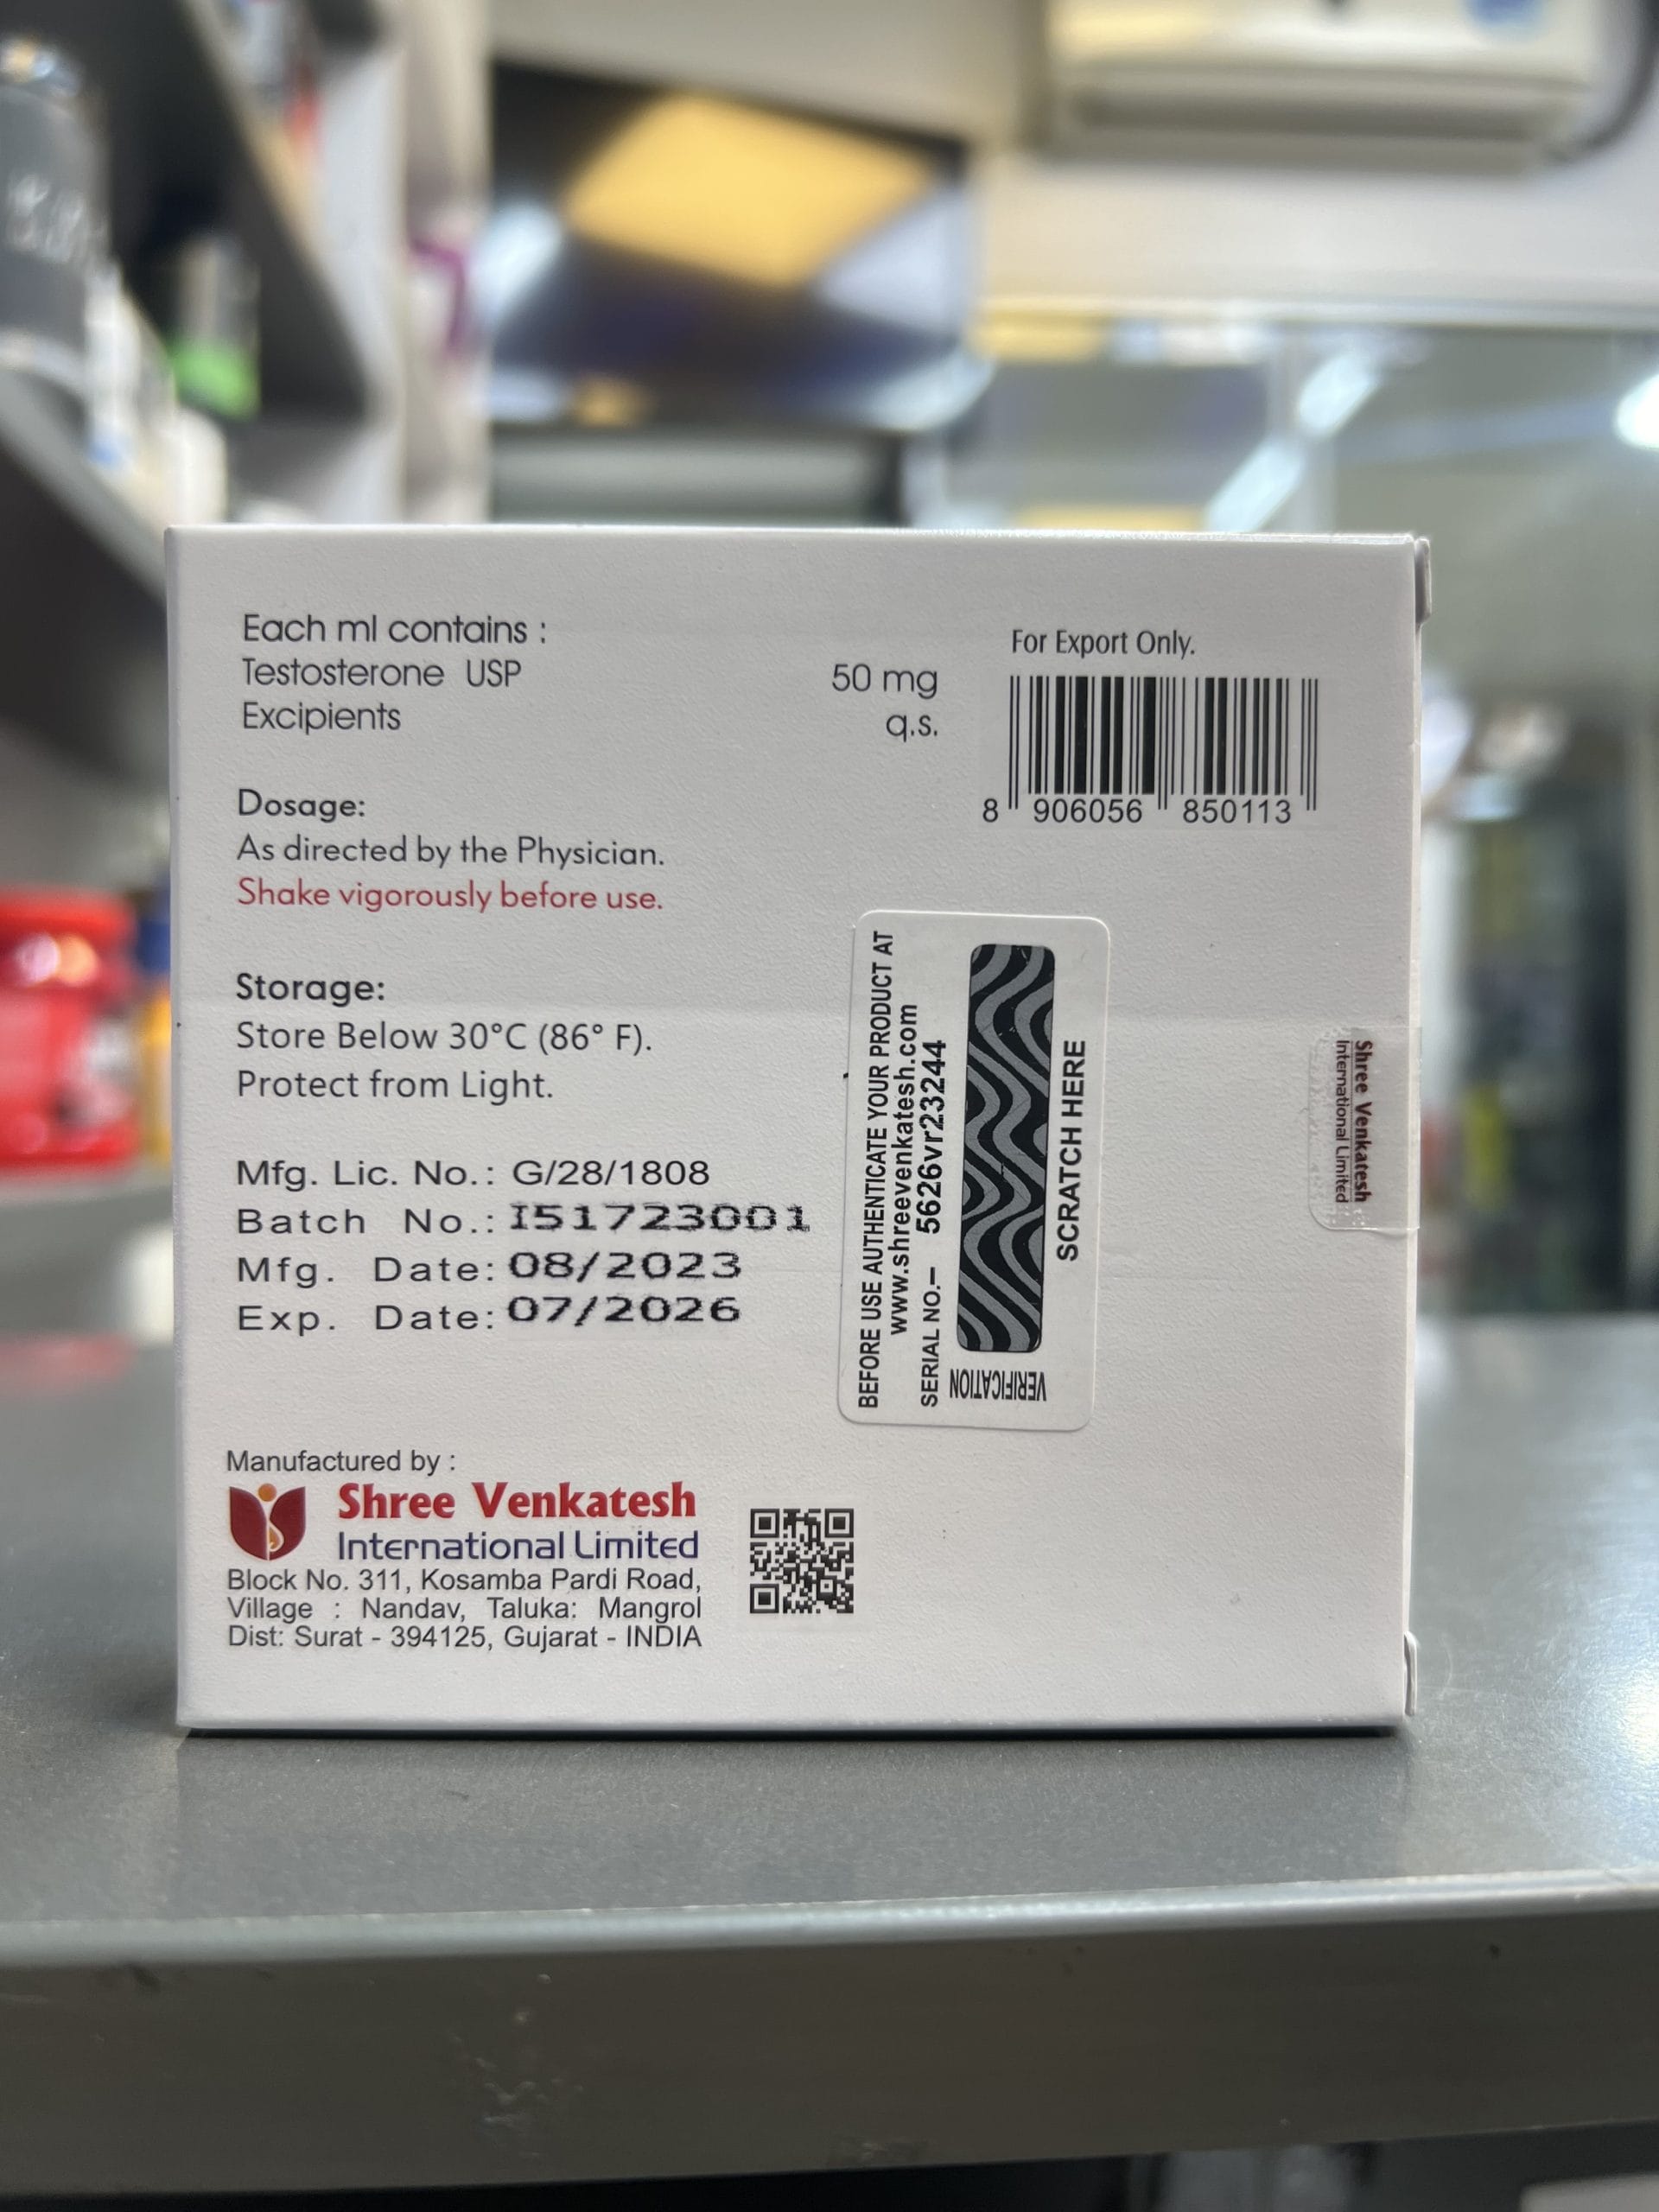 Each ml contains :
Testosterone USP 50 mg
Excipients q.s.
Dosage:
As directed by the Physician.
Shake vigorously before use.
Storage:
Store Below 30°C (86° F).
Protect from Light.
Mfg. Lic. No.: G/28/1808
Batch No.: I51723001
Mfg. Date: 08/2023
Exp. Date: 07/2026
Manufactured by :
Shree Venkatesh
International Limited
Block No. 311, Kosamba Pardi Road,
Village : Nandav, Taluka: Mangrol
Dist: Surat - 394125, Gujarat - INDIA
For Export Only.
8 906056 850113
BEFORE USE AUTHENTICATE YOUR PRODUCT AT
www.shreevenkatesh.com
SERIAL NO.– 5626vr23244
VERIFICATION
SCRATCH HERE
Shree Venkatesh
International Limited